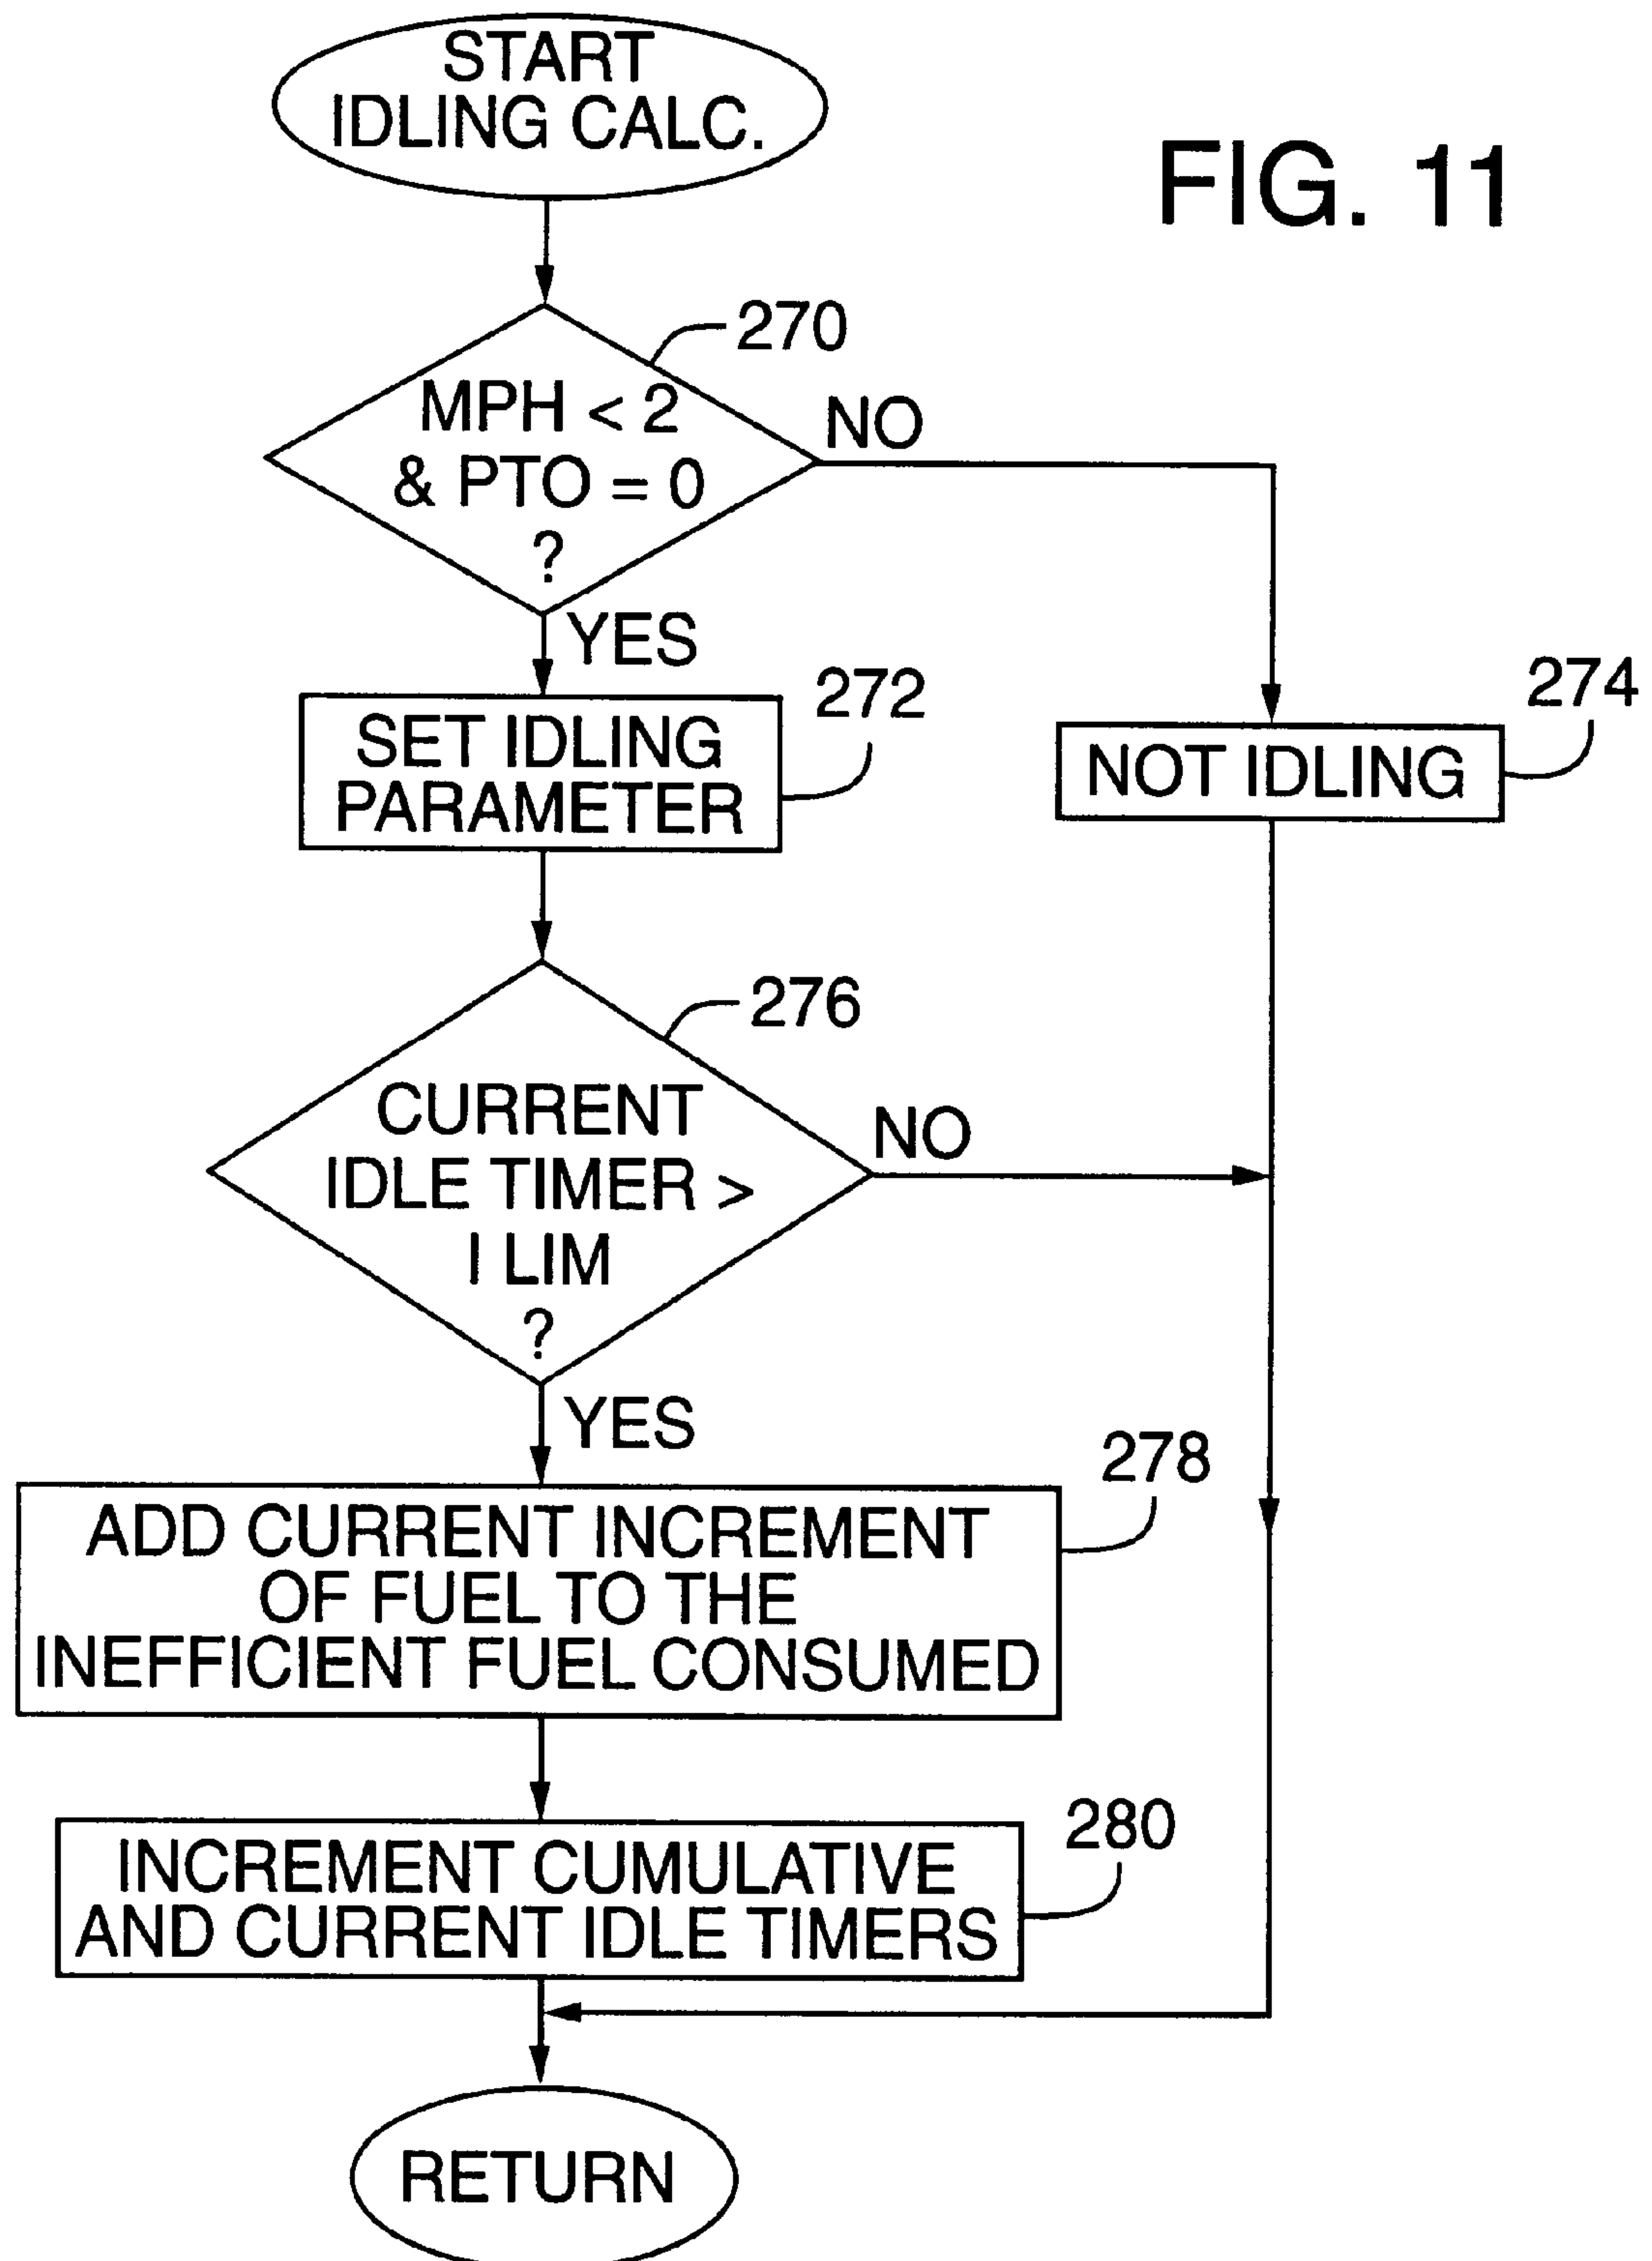 START
IDLING CALC.
FIG. 11
270
MPH < 2
& PTO = 0
?
NO
YES
272
SET IDLING
PARAMETER
274
NOT IDLING
276
CURRENT
IDLE TIMER >
I LIM
?
NO
YES
278
ADD CURRENT INCREMENT
OF FUEL TO THE
INEFFICIENT FUEL CONSUMED
280
INCREMENT CUMULATIVE
AND CURRENT IDLE TIMERS
RETURN